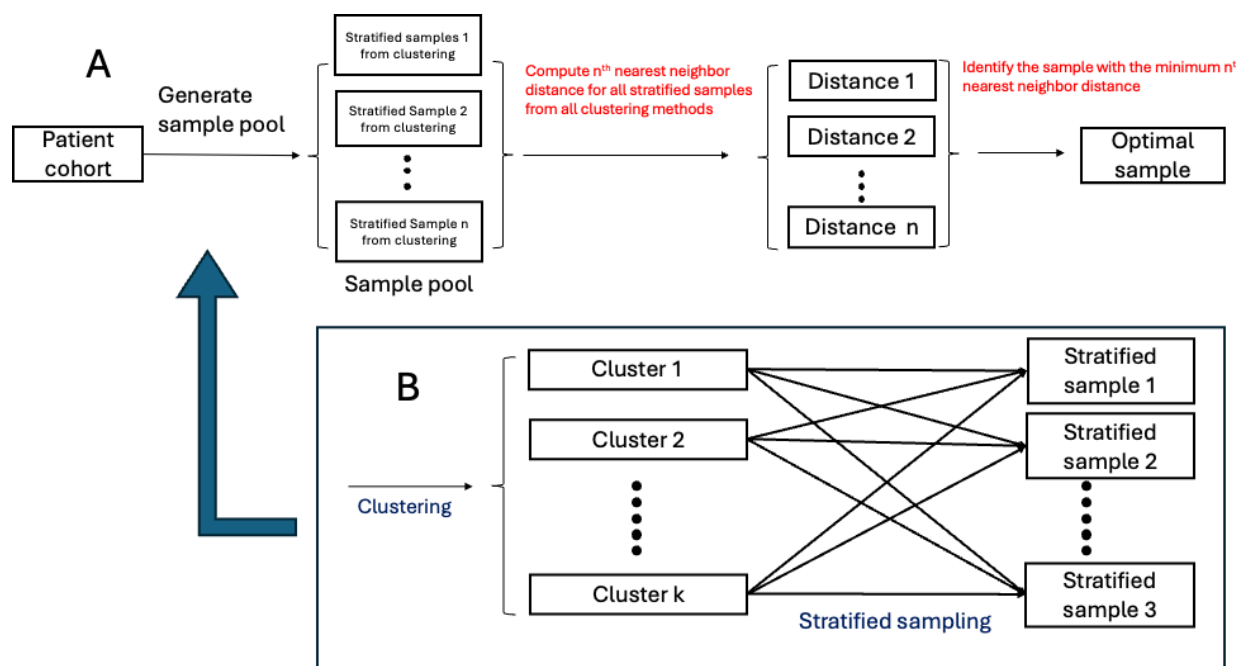 A
Generate
sample pool
Patient
cohort
Stratified samples 1
from clustering
Stratified Sample 2
from clustering
Stratified Sample n
from clustering
Sample pool
Compute nth nearest neighbor
distance for all stratified samples
from all clustering methods
Distance 1
Distance 2
Distance n
Identify the sample with the minimum nt
nearest neighbor distance
Optimal
sample
B
Clustering
Cluster 1
Cluster 2
Cluster k
Stratified sampling
Stratified
sample 1
Stratified
sample 2
Stratified
sample 3